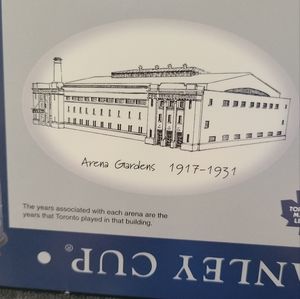 Arena Gardens 1917-1931
The years associated with each arena are the
years that Toronto played in that building.
ANLEY CUP®